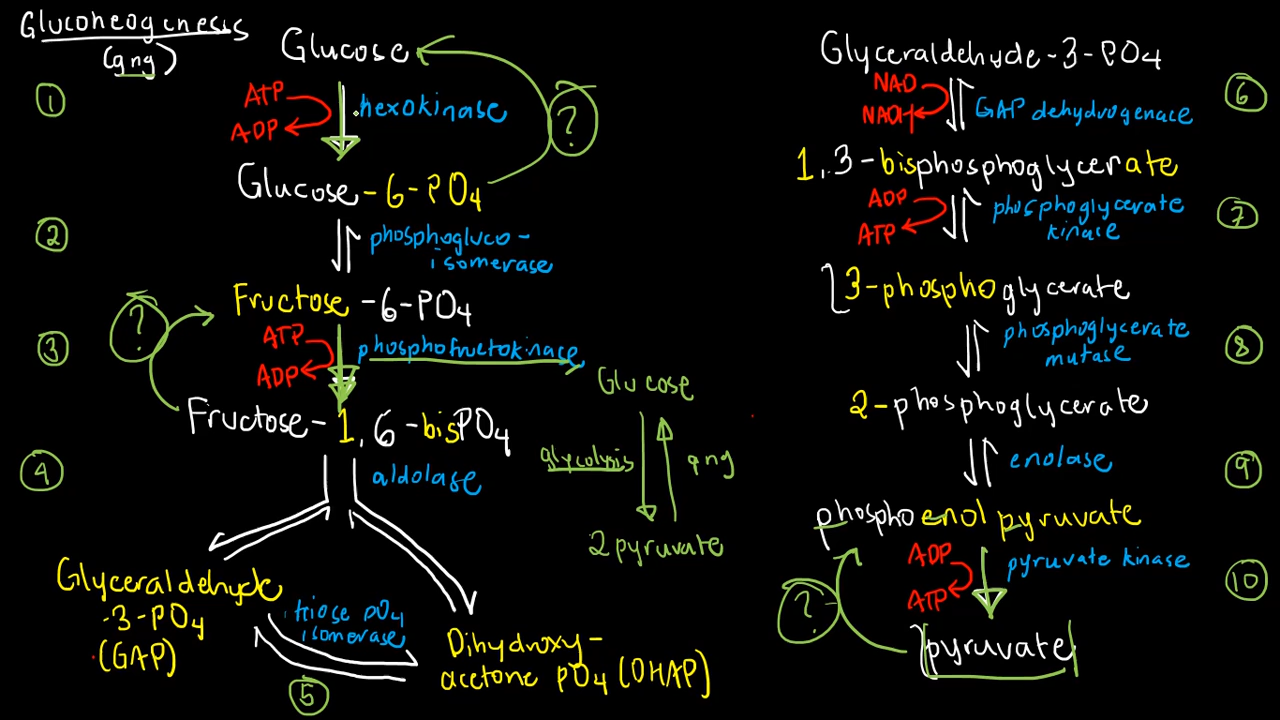 Gluconeogenesis
(gng)
①
Glucose
ATP
ADP
hexokinase
?
Glucose-6-PO4
②
phosphogluco-
isomerase
Fructose-6-PO4
?
③
ATP
ADP
phosphofructokinase
Fructose-1,6-bisPO4
④
aldolase
Glyceraldehyde
-3-PO4
(GAP)
triose PO4
isomerase
⑤
Dihydroxy-
acetone PO4 (DHAP)
Glucose
glycolysis
gng
2 pyruvate
Glyceraldehyde-3-PO4
NAD
NADH
GAP dehydrogenace
⑥
1,3-bisphosphoglycerate
ADP
ATP
phosphoglycerate
kinase
⑦
3-phosphoglycerate
phosphoglycerate
mutase
⑧
2-phosphoglycerate
enolase
⑨
phosphoenol pyruvate
ADP
ATP
pyruvate kinase
⑩
?
pyruvate